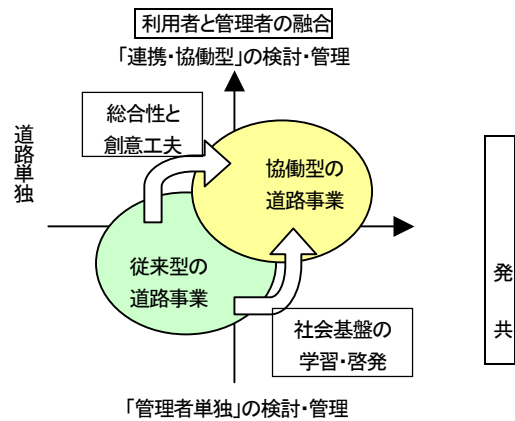 利用者と管理者の融合
「連携・協働型」の検討・管理
総合性と
創意工夫
道路単独
協働型の
道路事業
従来型の
道路事業
発
共
社会基盤の
学習・啓発
「管理者単独」の検討・管理